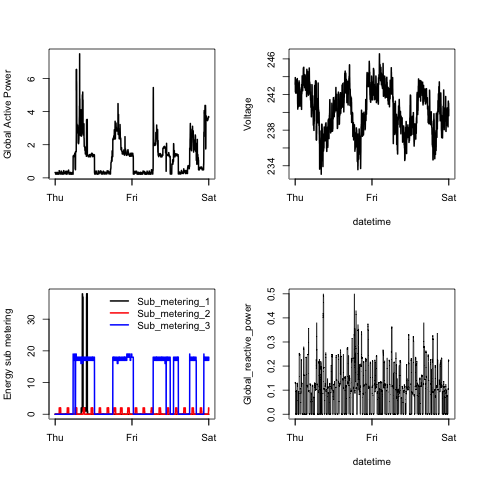 Global Active Power
0 2 4 6
Thu Fri Sat
Voltage
234 238 242 246
Thu Fri Sat
datetime
Energy sub metering
0 10 20 30
Sub_metering_1
Sub_metering_2
Sub_metering_3
Thu Fri Sat
Global_reactive_power
0.0 0.1 0.2 0.3 0.4 0.5
Thu Fri Sat
datetime